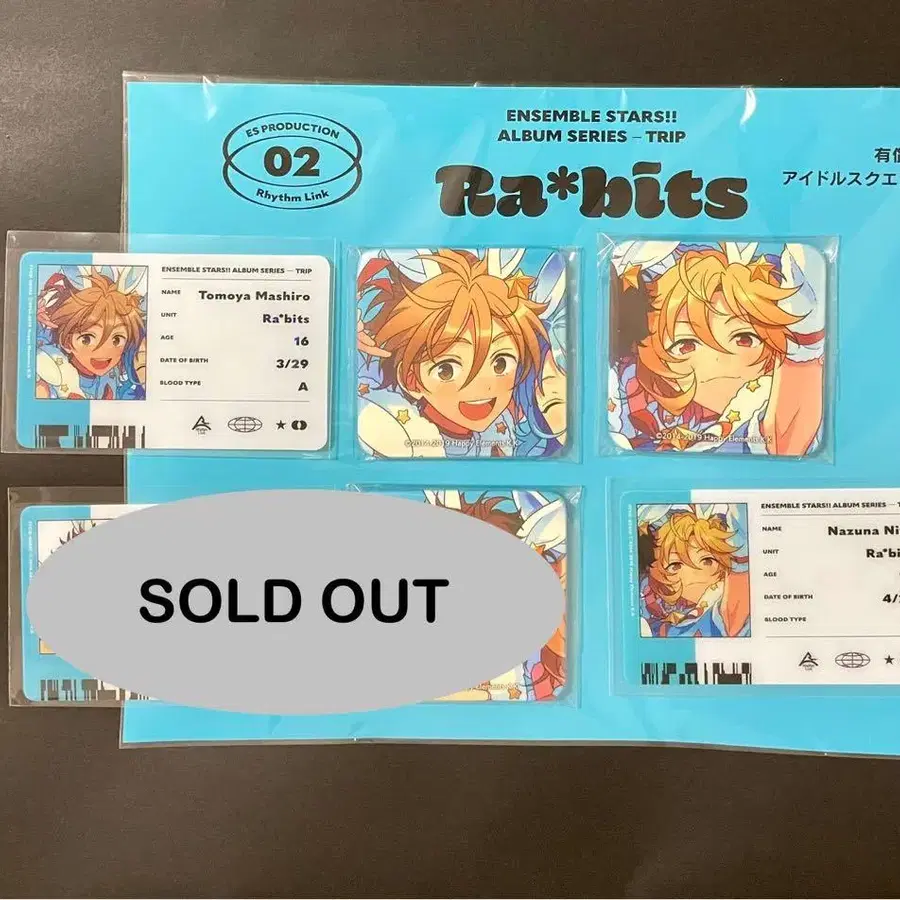 ES PRODUCTION
02
Rhythm Link
ENSEMBLE STARS!!
ALBUM SERIES – TRIP
Ra*bits
有償
アイドルスクエ
ENSEMBLE STARS!! ALBUM SERIES – TRIP
NAME Tomoya Mashiro
UNIT Ra*bits
AGE 16
DATE OF BIRTH 3/29
BLOOD TYPE A
©2014-2019 Happy Elements K.K
©2014-2019 Happy Elements K.K
SOLD OUT
ENSEMBLE STARS!! ALBUM SERIES – T
NAME Nazuna Ni
UNIT Ra*bi
AGE
DATE OF BIRTH 4/
BLOOD TYPE